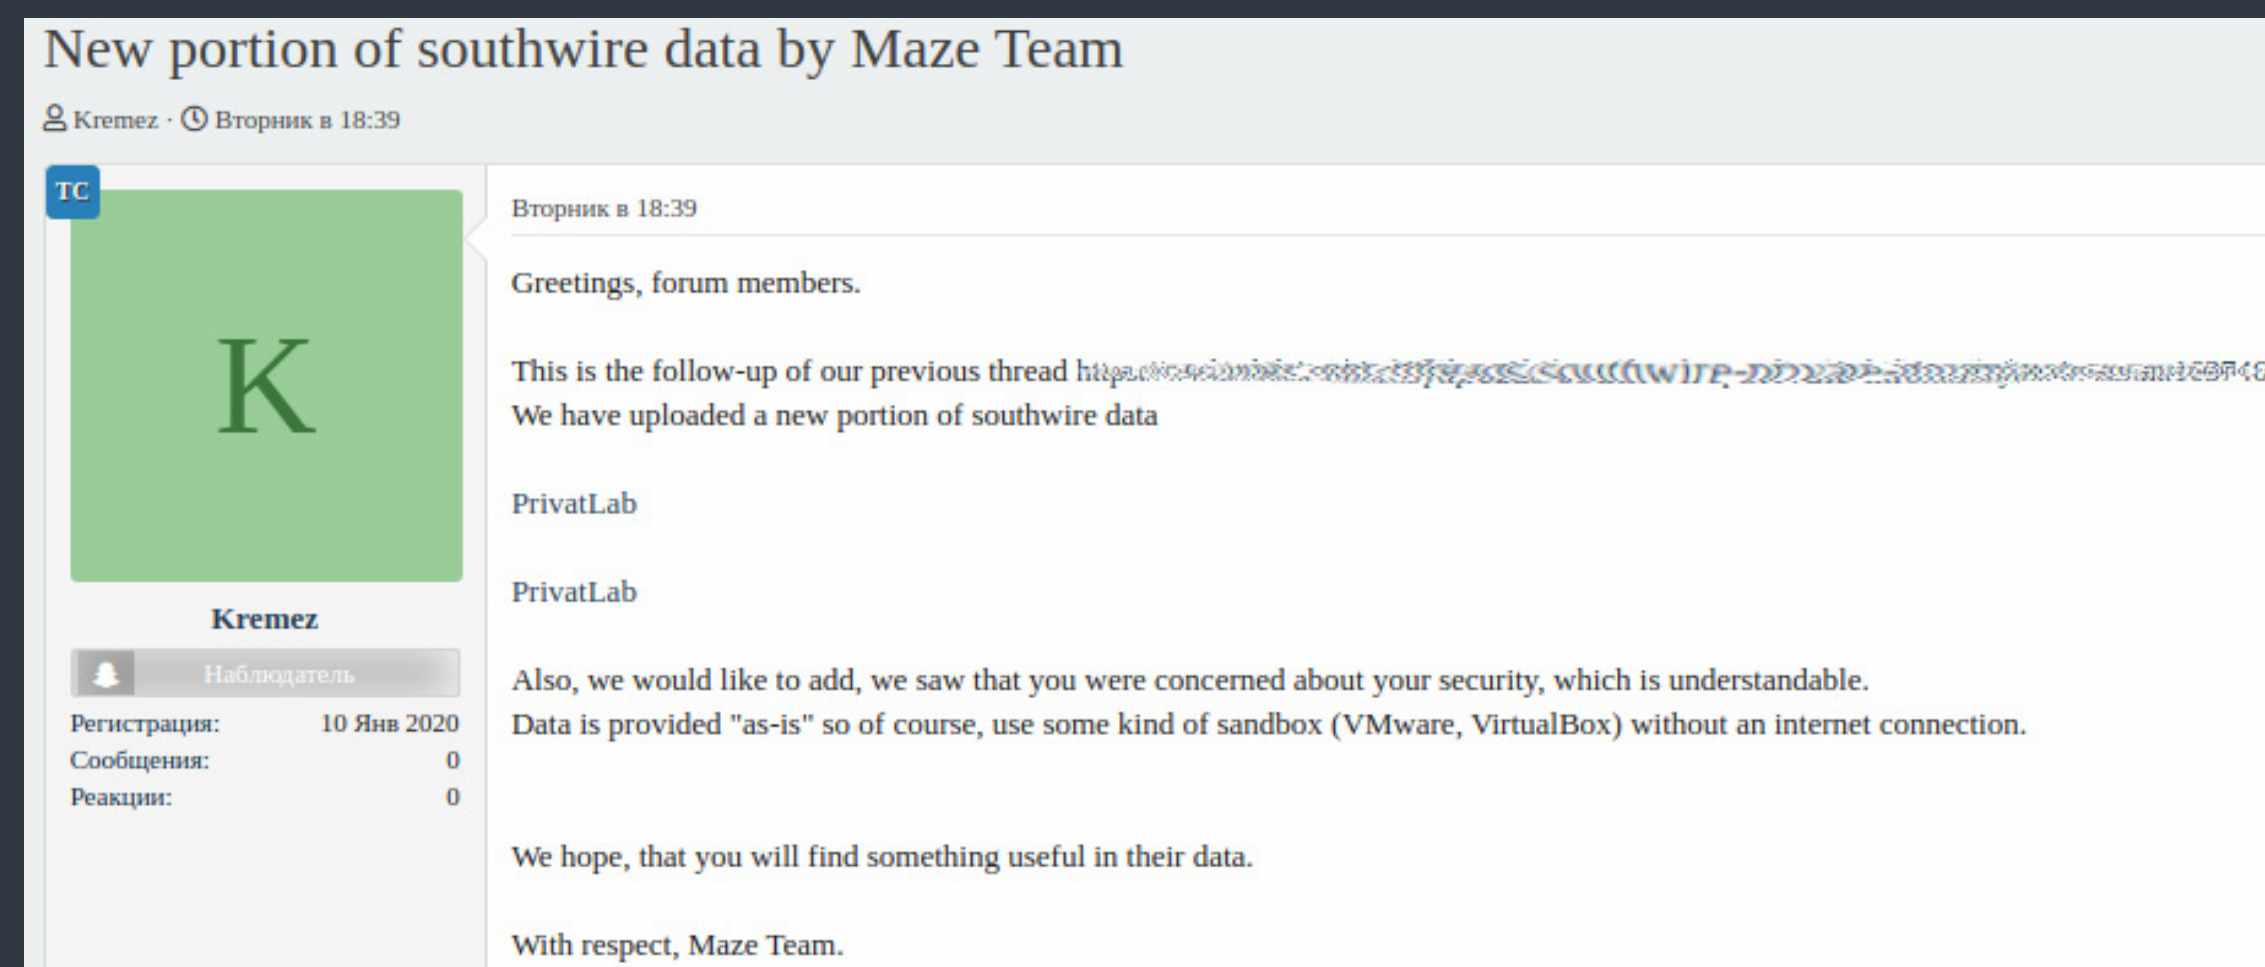 New portion of southwire data by Maze Team
Kremez · Вторник в 18:39
TC
K
Kremez
Наблюдатель
Регистрация: 10 Янв 2020
Сообщения: 0
Реакции: 0
Вторник в 18:39
Greetings, forum members.
This is the follow-up of our previous thread
We have uploaded a new portion of southwire data
PrivatLab
PrivatLab
Also, we would like to add, we saw that you were concerned about your security, which is understandable.
Data is provided "as-is" so of course, use some kind of sandbox (VMware, VirtualBox) without an internet connection.
We hope, that you will find something useful in their data.
With respect, Maze Team.